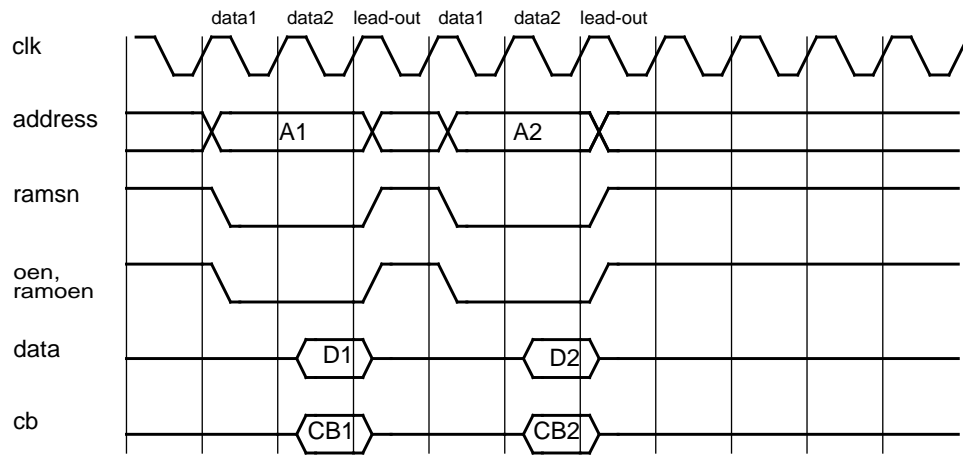 data1 data2 lead-out data1 data2 lead-out
clk
address A1 A2
ramsn
oen,
ramoen
data D1 D2
cb CB1 CB2